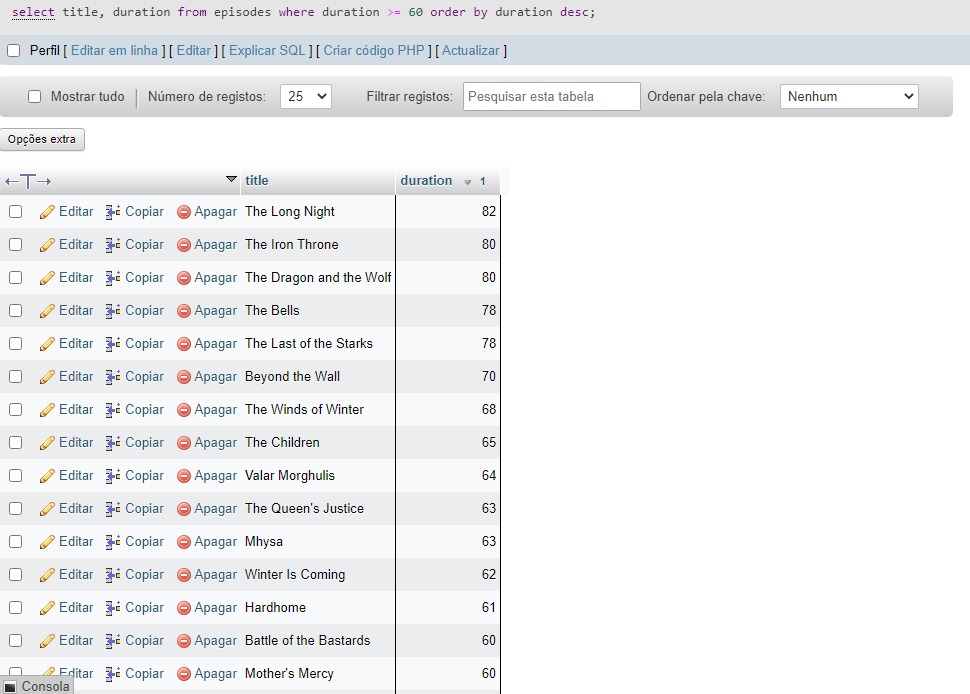 select title, duration from episodes where duration >= 60 order by duration desc;
Perfil [ Editar em linha ] [ Editar ] [ Explicar SQL ] [ Criar código PHP ] [ Actualizar ]
Mostrar tudo Número de registos: 25 Filtrar registos: Pesquisar esta tabela Ordenar pela chave: Nenhum
Opções extra
←T→ title duration 1
Editar Copiar Apagar The Long Night 82
Editar Copiar Apagar The Iron Throne 80
Editar Copiar Apagar The Dragon and the Wolf 80
Editar Copiar Apagar The Bells 78
Editar Copiar Apagar The Last of the Starks 78
Editar Copiar Apagar Beyond the Wall 70
Editar Copiar Apagar The Winds of Winter 68
Editar Copiar Apagar The Children 65
Editar Copiar Apagar Valar Morghulis 64
Editar Copiar Apagar The Queen's Justice 63
Editar Copiar Apagar Mhysa 63
Editar Copiar Apagar Winter Is Coming 62
Editar Copiar Apagar Hardhome 61
Editar Copiar Apagar Battle of the Bastards 60
Editar Copiar Apagar Mother's Mercy 60
Consola